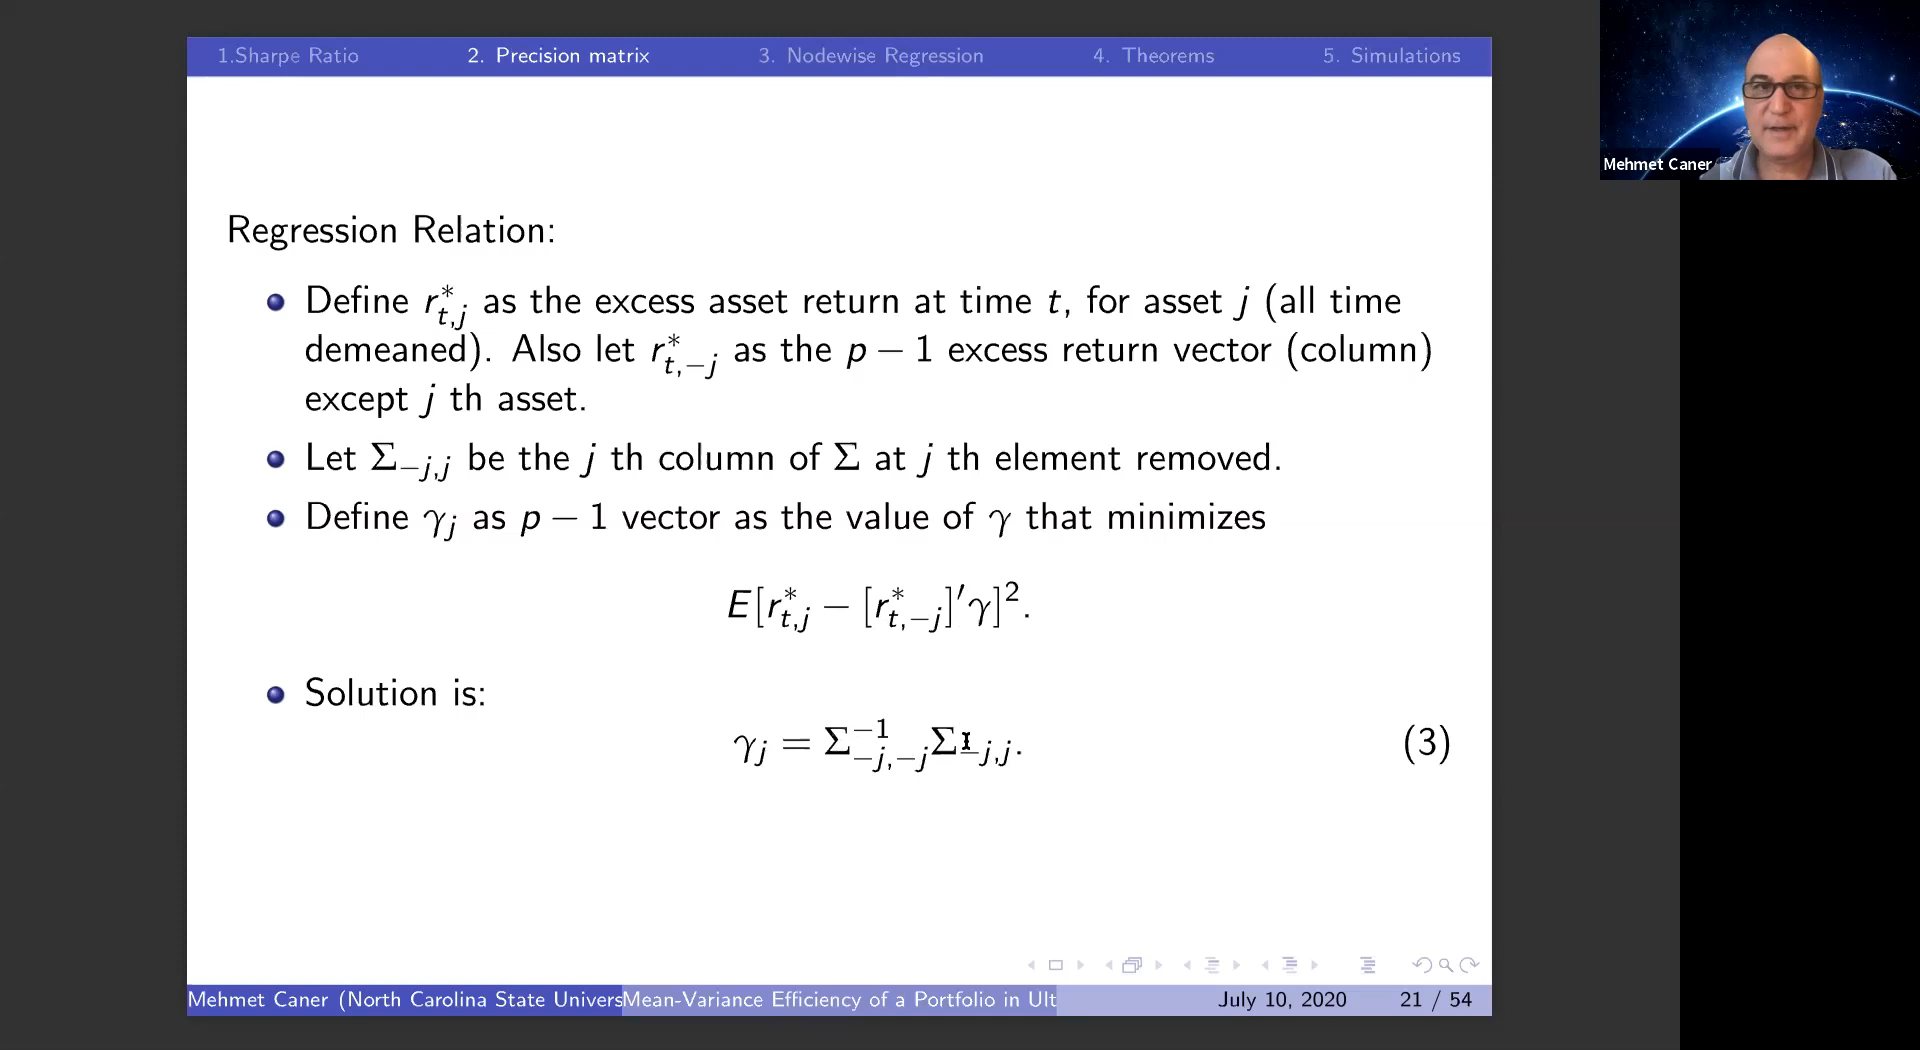 1.Sharpe Ratio 2. Precision matrix 3. Nodewise Regression 4. Theorems 5. Simulations
Mehmet Caner
Regression Relation:
Define r*_{t,j} as the excess asset return at time t, for asset j (all time
demeaned). Also let r*_{t,−j} as the p − 1 excess return vector (column)
except j th asset.
Let Σ_{−j,j} be the j th column of Σ at j th element removed.
Define γ_j as p − 1 vector as the value of γ that minimizes
E[r*_{t,j} − [r*_{t,−j}]′γ]².
Solution is:
γ_j = Σ^{−1}_{−j,−j}Σ_{−j,j}. (3)
Mehmet Caner (North Carolina State Univers Mean-Variance Efficiency of a Portfolio in Ult July 10, 2020 21 / 54